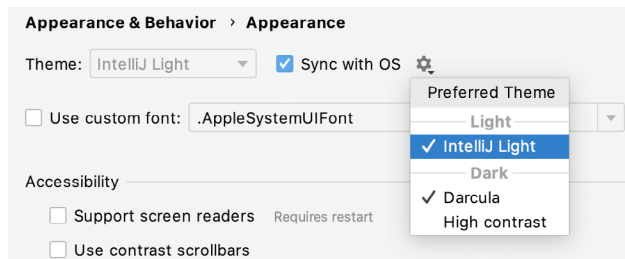 Appearance & Behavior › Appearance
Theme: IntelliJ Light Sync with OS
Preferred Theme
Use custom font: .AppleSystemUIFont
Light
IntelliJ Light
Dark
Accessibility
Darcula
Support screen readers Requires restart
High contrast
Use contrast scrollbars